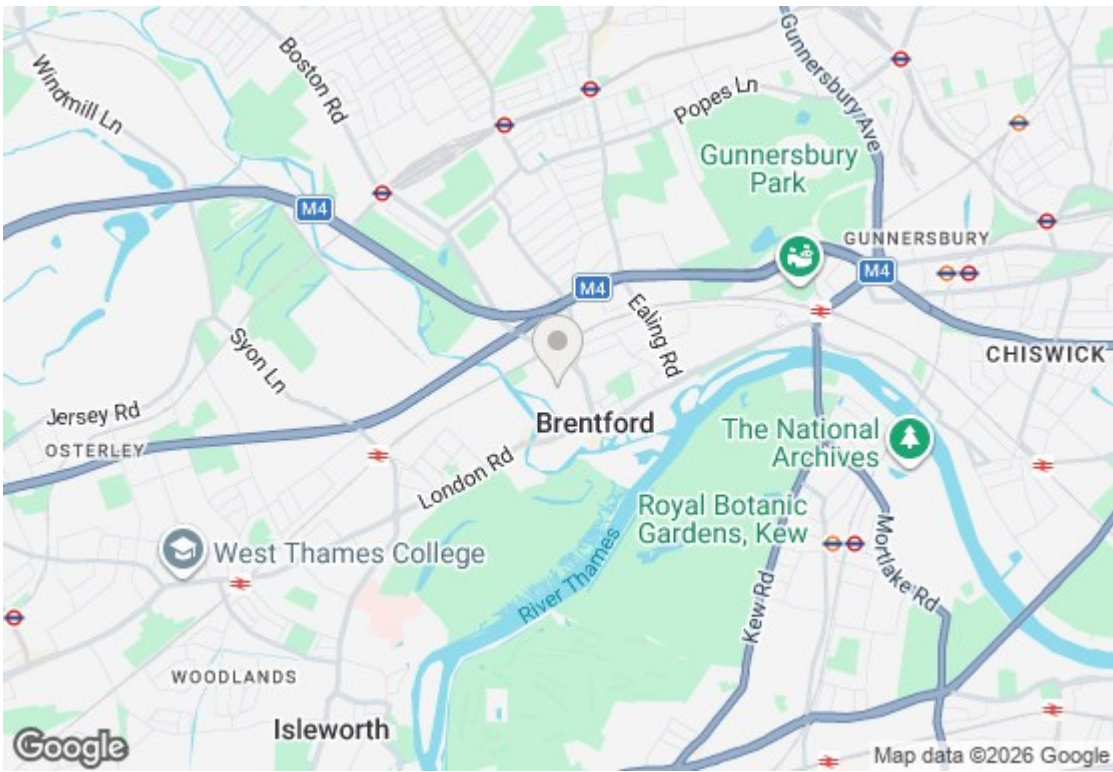 Windmill Ln
Boston Rd
Popes Ln
Gunnersbury Ave
Gunnersbury
Park
M4
GUNNERSBURY
M4
M4
Ealing Rd
CHISWICK
Syon Ln
Jersey Rd
OSTERLEY
Brentford
The National
Archives
London Rd
Royal Botanic
Gardens, Kew
West Thames College
River Thames
Kew Rd
Mortlake Rd
WOODLANDS
Isleworth
Google
Map data ©2026 Google